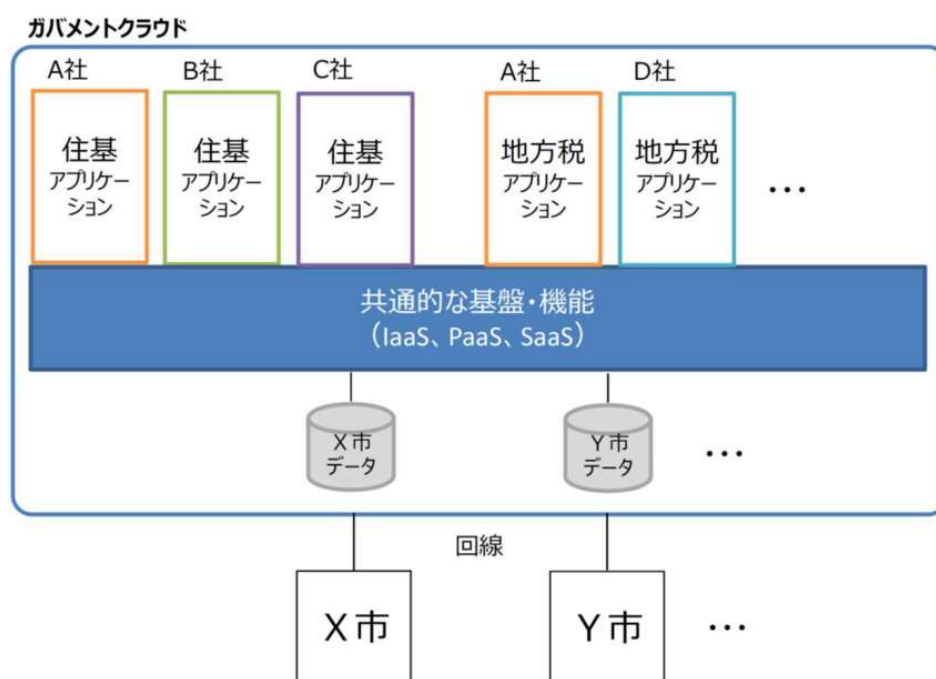 ガバメントクラウド
A社
B社
C社
A社
D社
住基
アプリケー
ション
住基
アプリケー
ション
住基
アプリケー
ション
地方税
アプリケー
ション
地方税
アプリケー
ション
…
共通的な基盤・機能
（IaaS、PaaS、SaaS）
X市
データ
Y市
データ
…
回線
X市
Y市
…